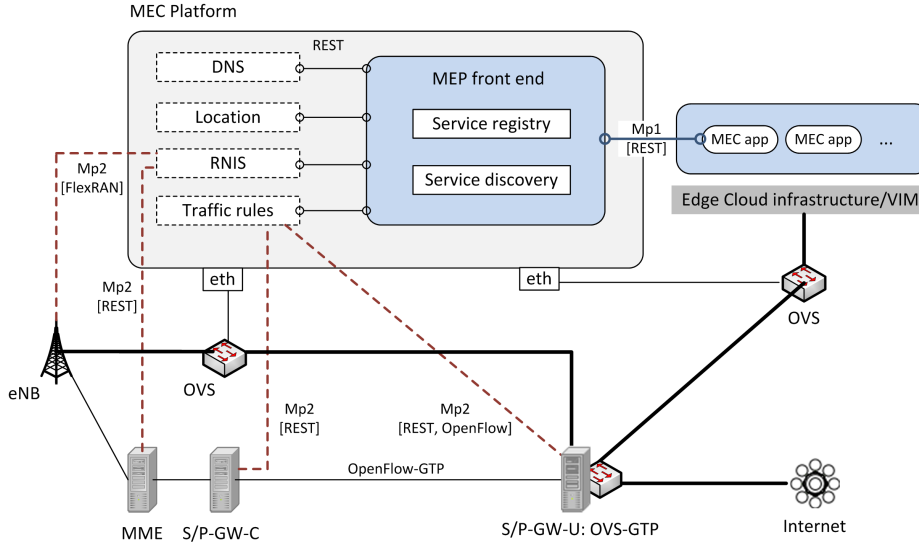 MEC Platform
REST
DNS
Location
RNIS
Traffic rules
MEP front end
Service registry
Service discovery
Mp1
[REST]
MEC app
MEC app
...
Edge Cloud infrastructure/VIM
Mp2
[FlexRAN]
Mp2
[REST]
eth
eth
OVS
OVS
eNB
Mp2
[REST]
Mp2
[REST, OpenFlow]
OpenFlow-GTP
MME
S/P-GW-C
S/P-GW-U: OVS-GTP
Internet